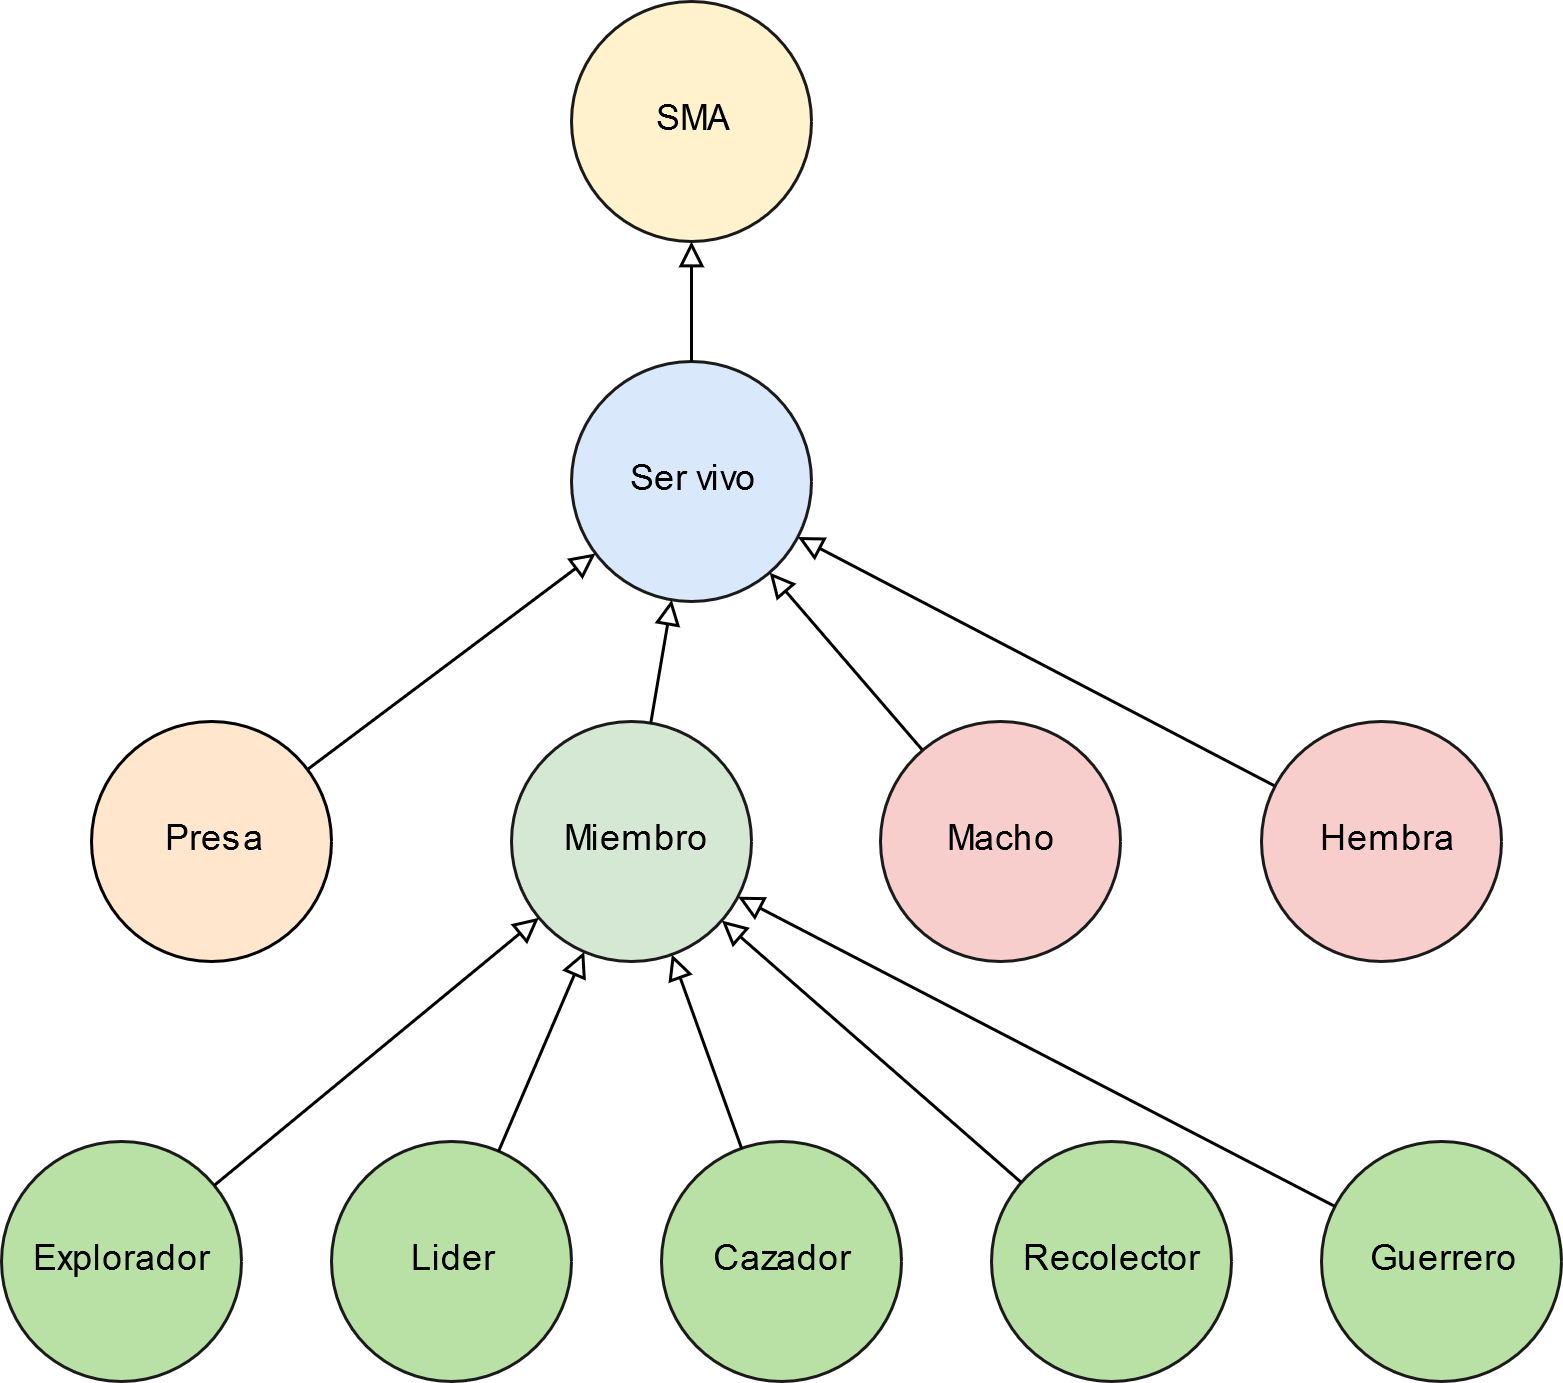 SMA
Ser vivo
Presa
Miembro
Macho
Hembra
Explorador
Lider
Cazador
Recolector
Guerrero